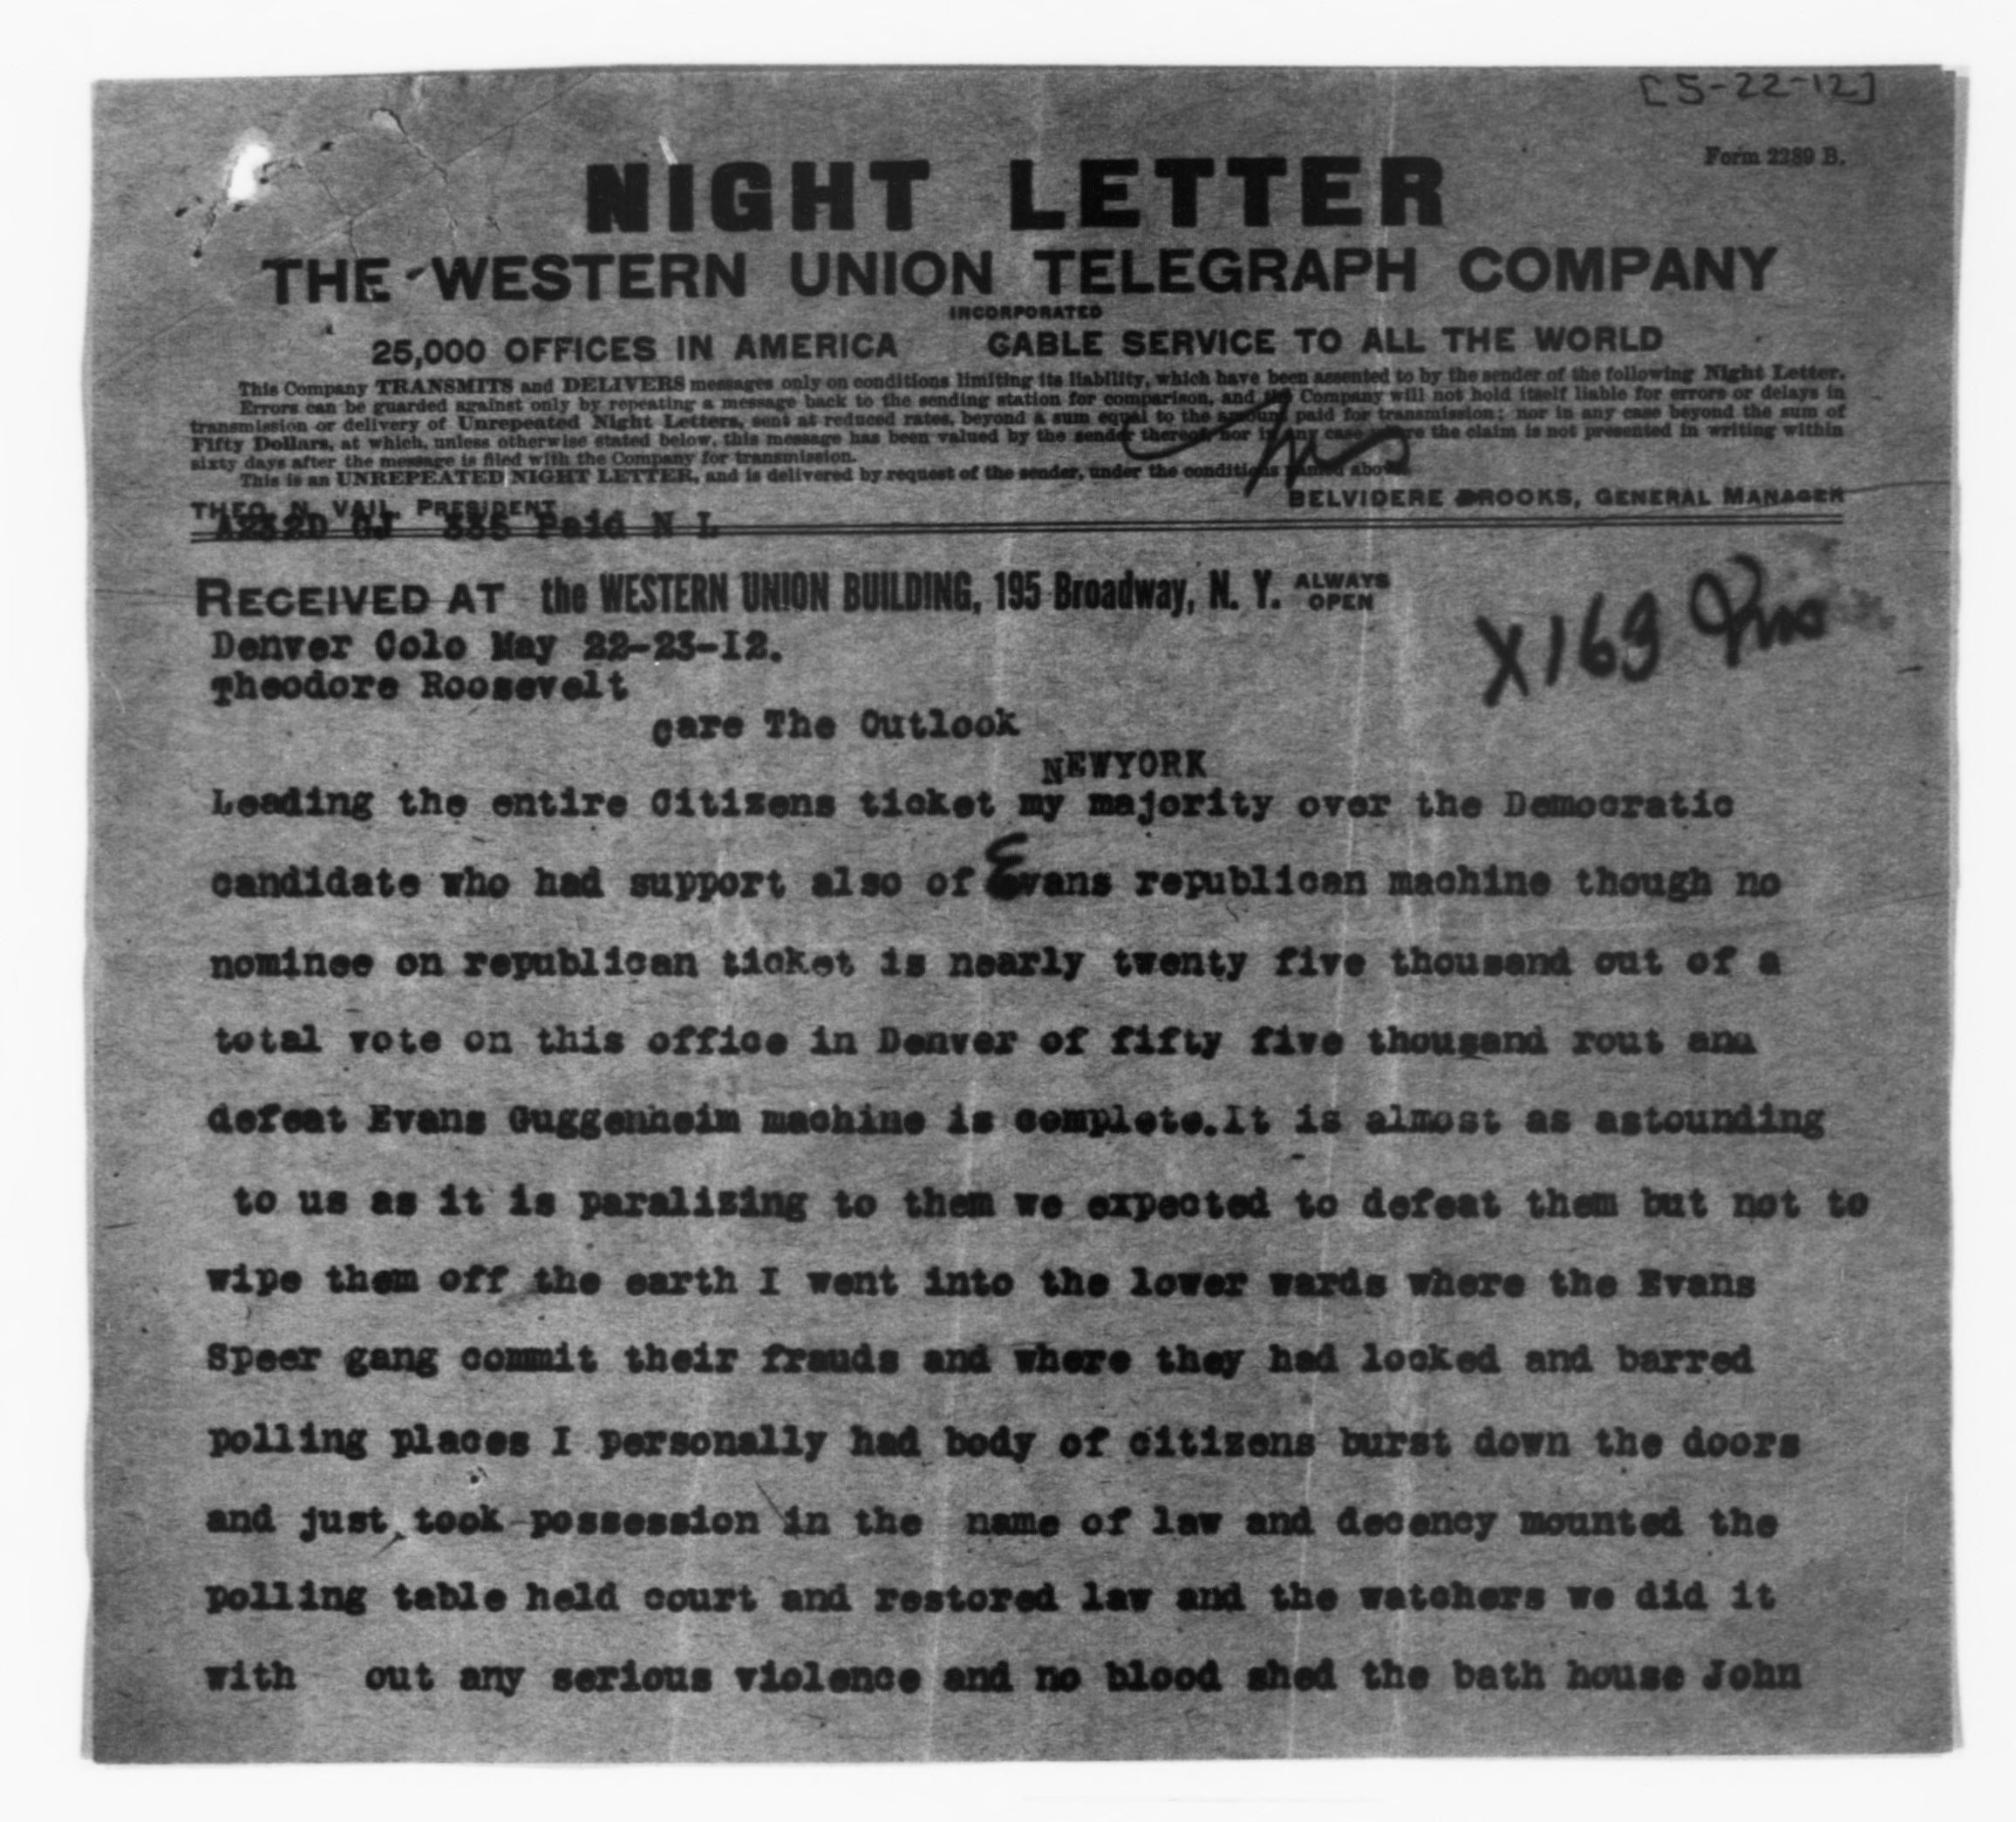 [5-22-12]
Form 2289 B.
NIGHT LETTER
THE WESTERN UNION TELEGRAPH COMPANY
INCORPORATED
25,000 OFFICES IN AMERICA CABLE SERVICE TO ALL THE WORLD
This Company TRANSMITS and DELIVERS messages only on conditions limiting its liability, which have been assented to by the sender of the following Night Letter.
Errors can be guarded against only by repeating a message back to the sending station for comparison, and the Company will not hold itself liable for errors or delays in
transmission or delivery of Unrepeated Night Letters, sent at reduced rates, beyond a sum equal to the amount paid for transmission; nor in any case beyond the sum of
Fifty Dollars, at which, unless otherwise stated below, this message has been valued by the sender thereof, nor in any case where the claim is not presented in writing within
sixty days after the message is filed with the Company for transmission.
This is an UNREPEATED NIGHT LETTER, and is delivered by request of the sender, under the conditions named above.
THEO. N. VAIL, PRESIDENT BELVIDERE BROOKS, GENERAL MANAGER
A232D GJ 335 Paid N L
RECEIVED AT the WESTERN UNION BUILDING, 195 Broadway, N. Y. ALWAYS OPEN
X163
Denver Colo May 22-23-12.
Theodore Roosevelt
care The Outlook
NEWYORK
Leading the entire Citizens ticket my majority over the Democratic
candidate who had support also of Evans republican machine though no
nominee on republican ticket is nearly twenty five thousand out of a
total vote on this office in Denver of fifty five thousand rout ana
defeat Evans Guggenheim machine is complete.It is almost as astounding
to us as it is paralizing to them we expected to defeat them but not to
wipe them off the earth I went into the lower wards where the Evans
Speer gang commit their frauds and where they had locked and barred
polling places I personally had body of citizens burst down the doors
and just took possession in the name of law and decency mounted the
polling table held court and restored law and the watchers we did it
with out any serious violence and no blood shed the bath house John